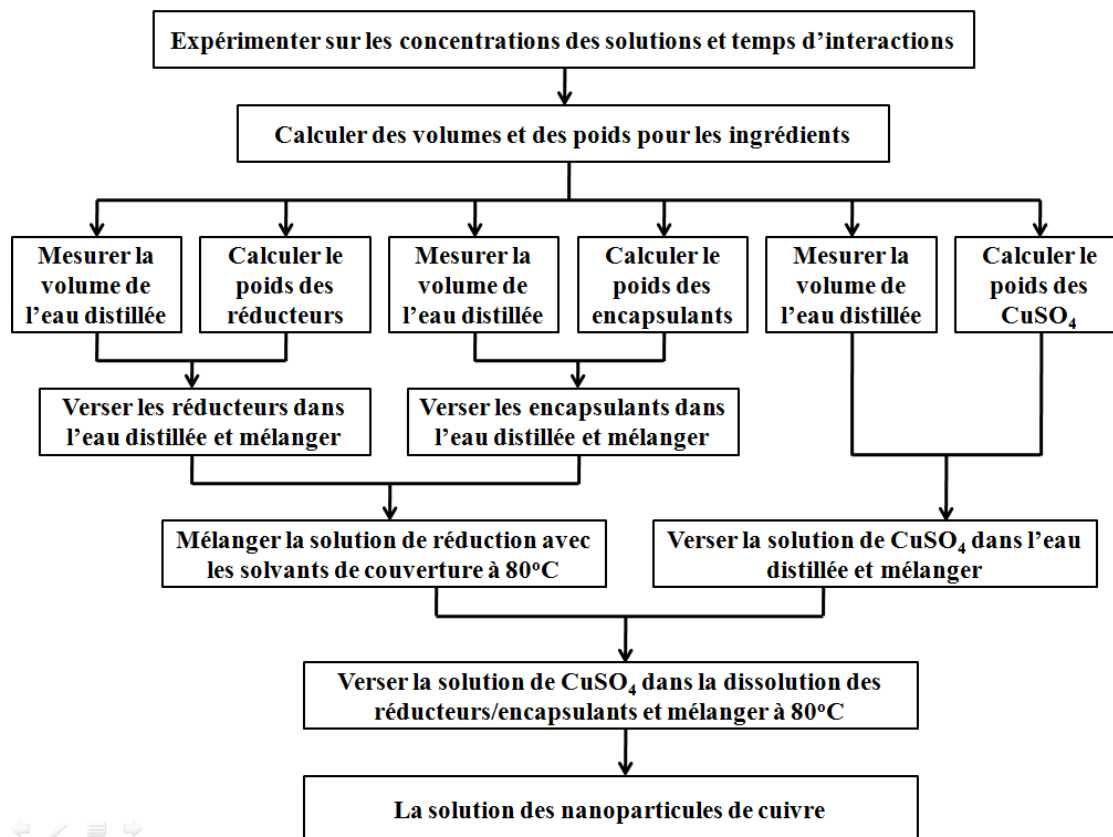 Expérimenter sur les concentrations des solutions et temps d'interactions
Calculer des volumes et des poids pour les ingrédients
Mesurer la
volume de
l'eau distillée
Calculer le
poids des
réducteurs
Mesurer la
volume de
l'eau distillée
Calculer le
poids des
encapsulants
Mesurer la
volume de
l'eau distillée
Calculer le
poids des
CuSO₄
Verser les réducteurs dans
l'eau distillée et mélanger
Verser les encapsulants dans
l'eau distillée et mélanger
Mélanger la solution de réduction avec
les solvants de couverture à 80ºC
Verser la solution de CuSO₄ dans l'eau
distillée et mélanger
Verser la solution de CuSO₄ dans la dissolution des
réducteurs/encapsulants et mélanger à 80ºC
La solution des nanoparticules de cuivre